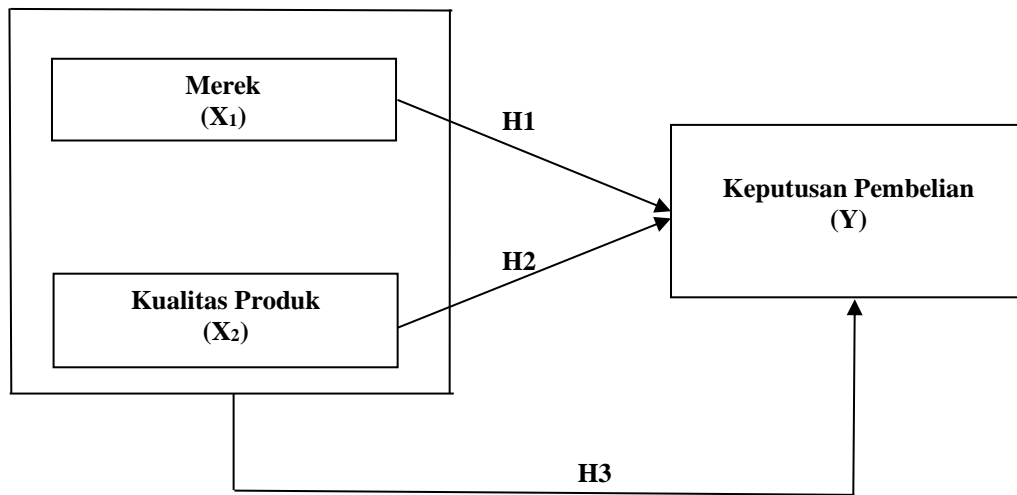 Merek
(X₁)
H1
Keputusan Pembelian
(Y)
H2
Kualitas Produk
(X₂)
H3